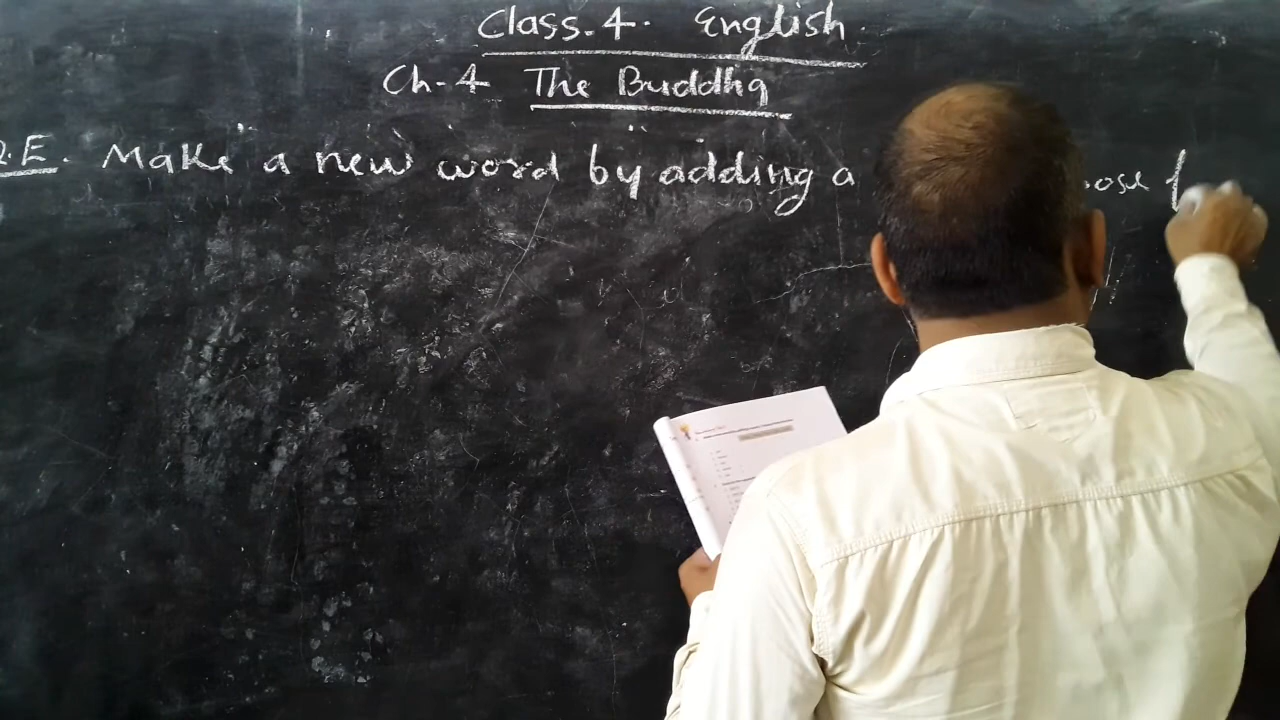 Class.4. English.
Ch-4 The Buddha
Q.E. Make a new word by adding a